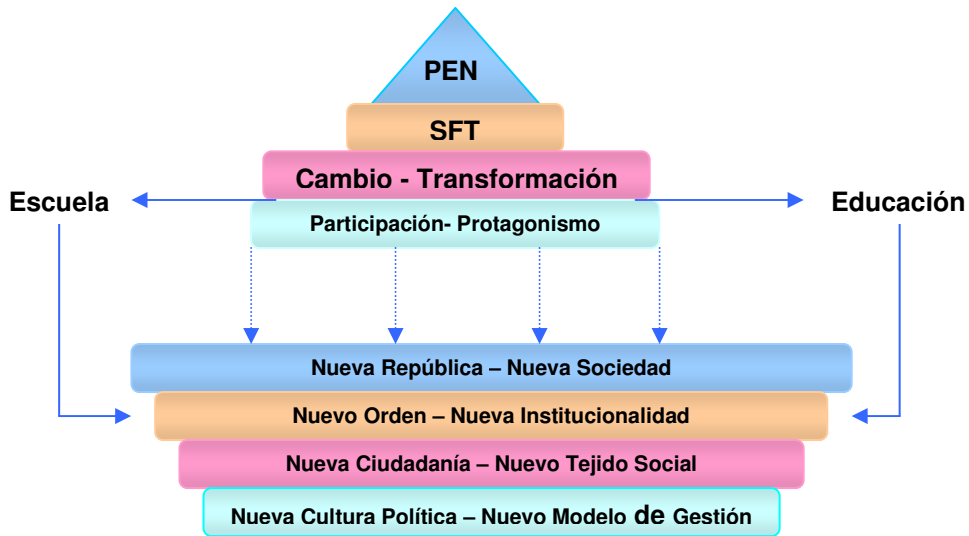 PEN
SFT
Cambio - Transformación
Escuela
Educación
Participación- Protagonismo
Nueva República – Nueva Sociedad
Nuevo Orden – Nueva Institucionalidad
Nueva Ciudadanía – Nuevo Tejido Social
Nueva Cultura Política – Nuevo Modelo de Gestión